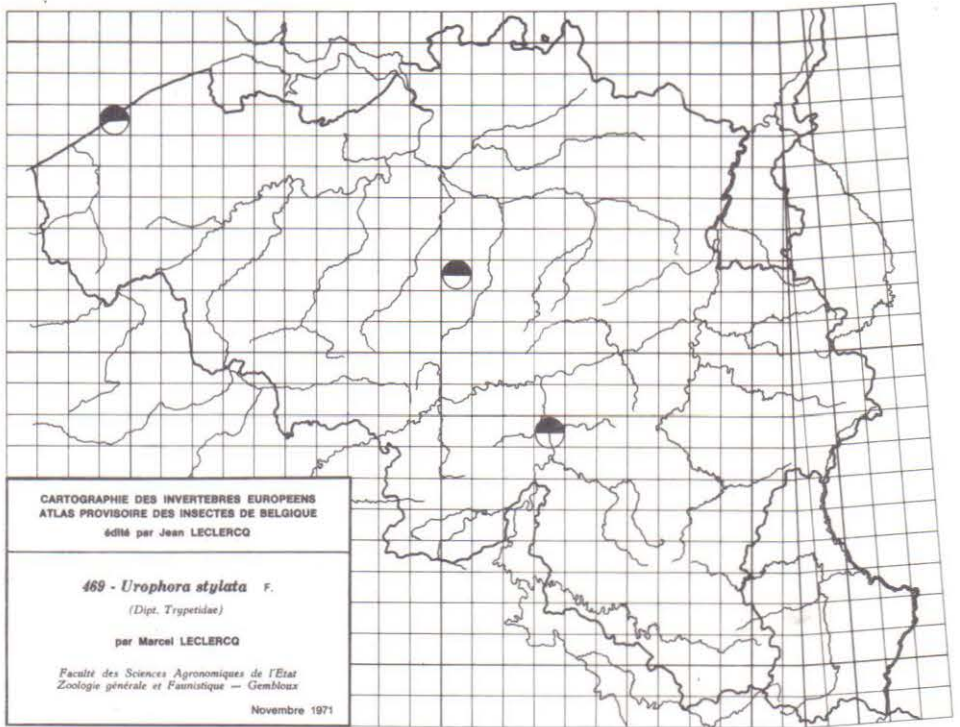 CARTOGRAPHIE DES INVERTEBRES EUROPEENS
ATLAS PROVISOIRE DES INSECTES DE BELGIQUE
édité par Jean LECLERCQ
469 - Urophora stylata F.
(Dipt. Trypetidae)
par Marcel LECLERCQ
Faculté des Sciences Agronomiques de l'Etat
Zoologie générale et Faunistique — Gembloux
Novembre 1971